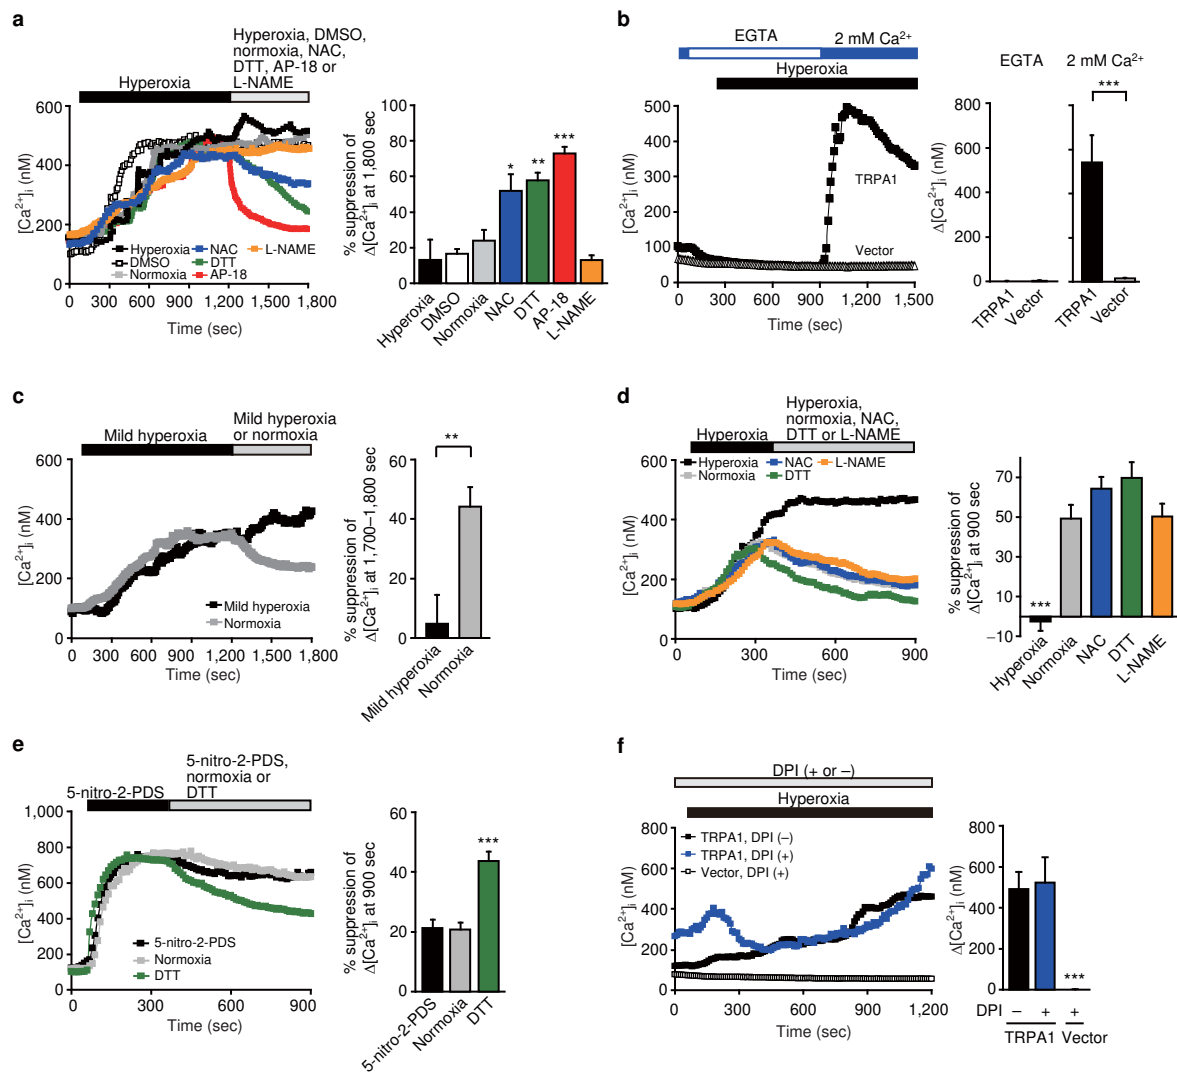 a
Hyperoxia, DMSO,
normoxia, NAC,
DTT, AP-18 or
L-NAME
Hyperoxia
600
400
200
0
[Ca²⁺]ᵢ (nM)
Hyperoxia
DMSO
Normoxia
NAC
DTT
AP-18
L-NAME
0 300 600 900 1,200 1,500 1,800
Time (sec)
% suppression of
Δ[Ca²⁺]ᵢ at 1,800 sec
100
80
60
40
20
0
*
**
***
Hyperoxia
DMSO
Normoxia
NAC
DTT
AP-18
L-NAME
b
EGTA
2 mM Ca²⁺
Hyperoxia
500
400
300
200
100
0
[Ca²⁺]ᵢ (nM)
TRPA1
Vector
0 300 600 900 1,200 1,500
Time (sec)
EGTA
2 mM Ca²⁺
***
800
600
400
200
0
Δ[Ca²⁺]ᵢ (nM)
TRPA1
Vector
TRPA1
Vector
c
Mild hyperoxia
Mild hyperoxia
or normoxia
600
400
200
0
[Ca²⁺]ᵢ (nM)
Mild hyperoxia
Normoxia
0 300 600 900 1,200 1,800
Time (sec)
% suppression of
Δ[Ca²⁺]ᵢ at 1,700–1,800 sec
60
40
20
0
**
Mild hyperoxia
Normoxia
d
Hyperoxia,
normoxia, NAC,
DTT or L-NAME
Hyperoxia
600
400
200
0
[Ca²⁺]ᵢ (nM)
Hyperoxia
Normoxia
NAC
DTT
L-NAME
0 300 600 900
Time (sec)
% suppression of
Δ[Ca²⁺]ᵢ at 900 sec
70
50
30
10
−10
***
Hyperoxia
Normoxia
NAC
DTT
L-NAME
e
5-nitro-2-PDS,
normoxia or
DTT
5-nitro-2-PDS
1,000
800
600
400
200
0
[Ca²⁺]ᵢ (nM)
5-nitro-2-PDS
Normoxia
DTT
0 300 600 900
Time (sec)
% suppression of
Δ[Ca²⁺]ᵢ at 900 sec
60
40
20
0
***
5-nitro-2-PDS
Normoxia
DTT
f
DPI (+ or –)
Hyperoxia
800
600
400
200
0
[Ca²⁺]ᵢ (nM)
TRPA1, DPI (–)
TRPA1, DPI (+)
Vector, DPI (+)
0 300 600 900 1,200
Time (sec)
800
600
400
200
0
Δ[Ca²⁺]ᵢ (nM)
***
DPI – + +
TRPA1 Vector